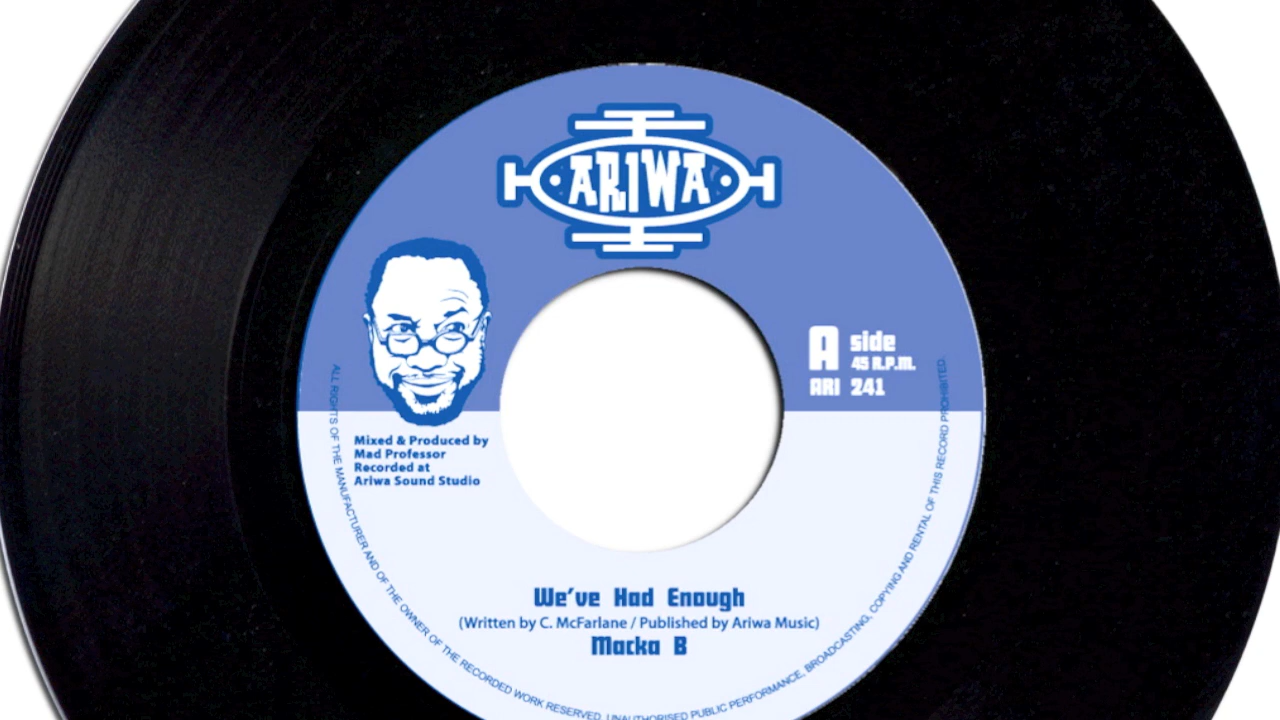 ARIWA
A side
45 R.P.M.
ARI 241
Mixed & Produced by
Mad Professor
Recorded at
Ariwa Sound Studio
We've Had Enough
(Written by C. McFarlane / Published by Ariwa Music)
Macka B
ALL RIGHTS OF THE MANUFACTURER AND OF THE OWNER OF THE RECORDED WORK RESERVED. UNAUTHORISED PUBLIC PERFORMANCE, BROADCASTING, COPYING AND RENTAL OF THIS RECORD PROHIBITED.